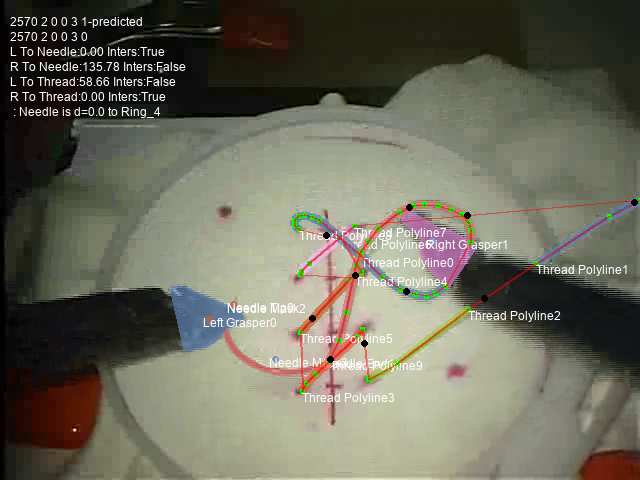 2570 2 0 0 3 1-predicted
2570 2 0 0 3 0
L To Needle:0.00 Inters:True
R To Needle:135.78 Inters:False
L To Thread:58.66 Inters:False
R To Thread:0.00 Inters:True
: Needle is d=0.0 to Ring_4
Thread Polyline7
Right Grasper1
Thread Polyline0
Thread Polyline1
Thread Polyline4
Left Grasper0
Thread Polyline2
Thread Polyline5
Thread Polyline9
Thread Polyline3